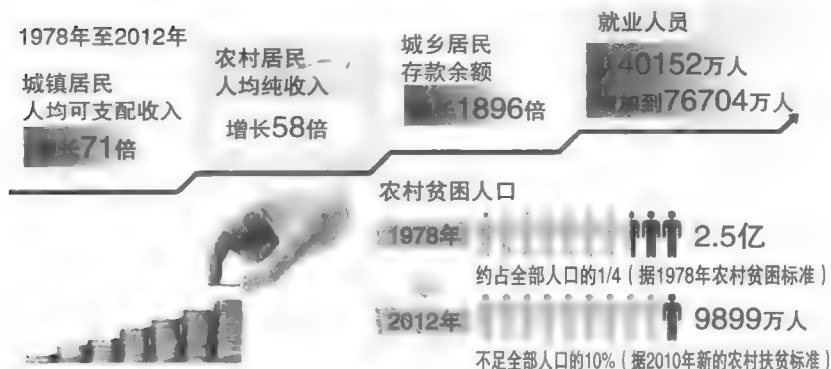 1978年至2012年
城镇居民
人均可支配收入
长71倍
农村居民
人均纯收入
增长58倍
城乡居民
存款余额
长1896倍
就业人员
40152万人
加到76704万人
农村贫困人口
1978年
2.5亿
约占全部人口的1/4（据1978年农村贫困标准）
2012年
9899万人
不足全部人口的10%（据2010年新的农村扶贫标准）